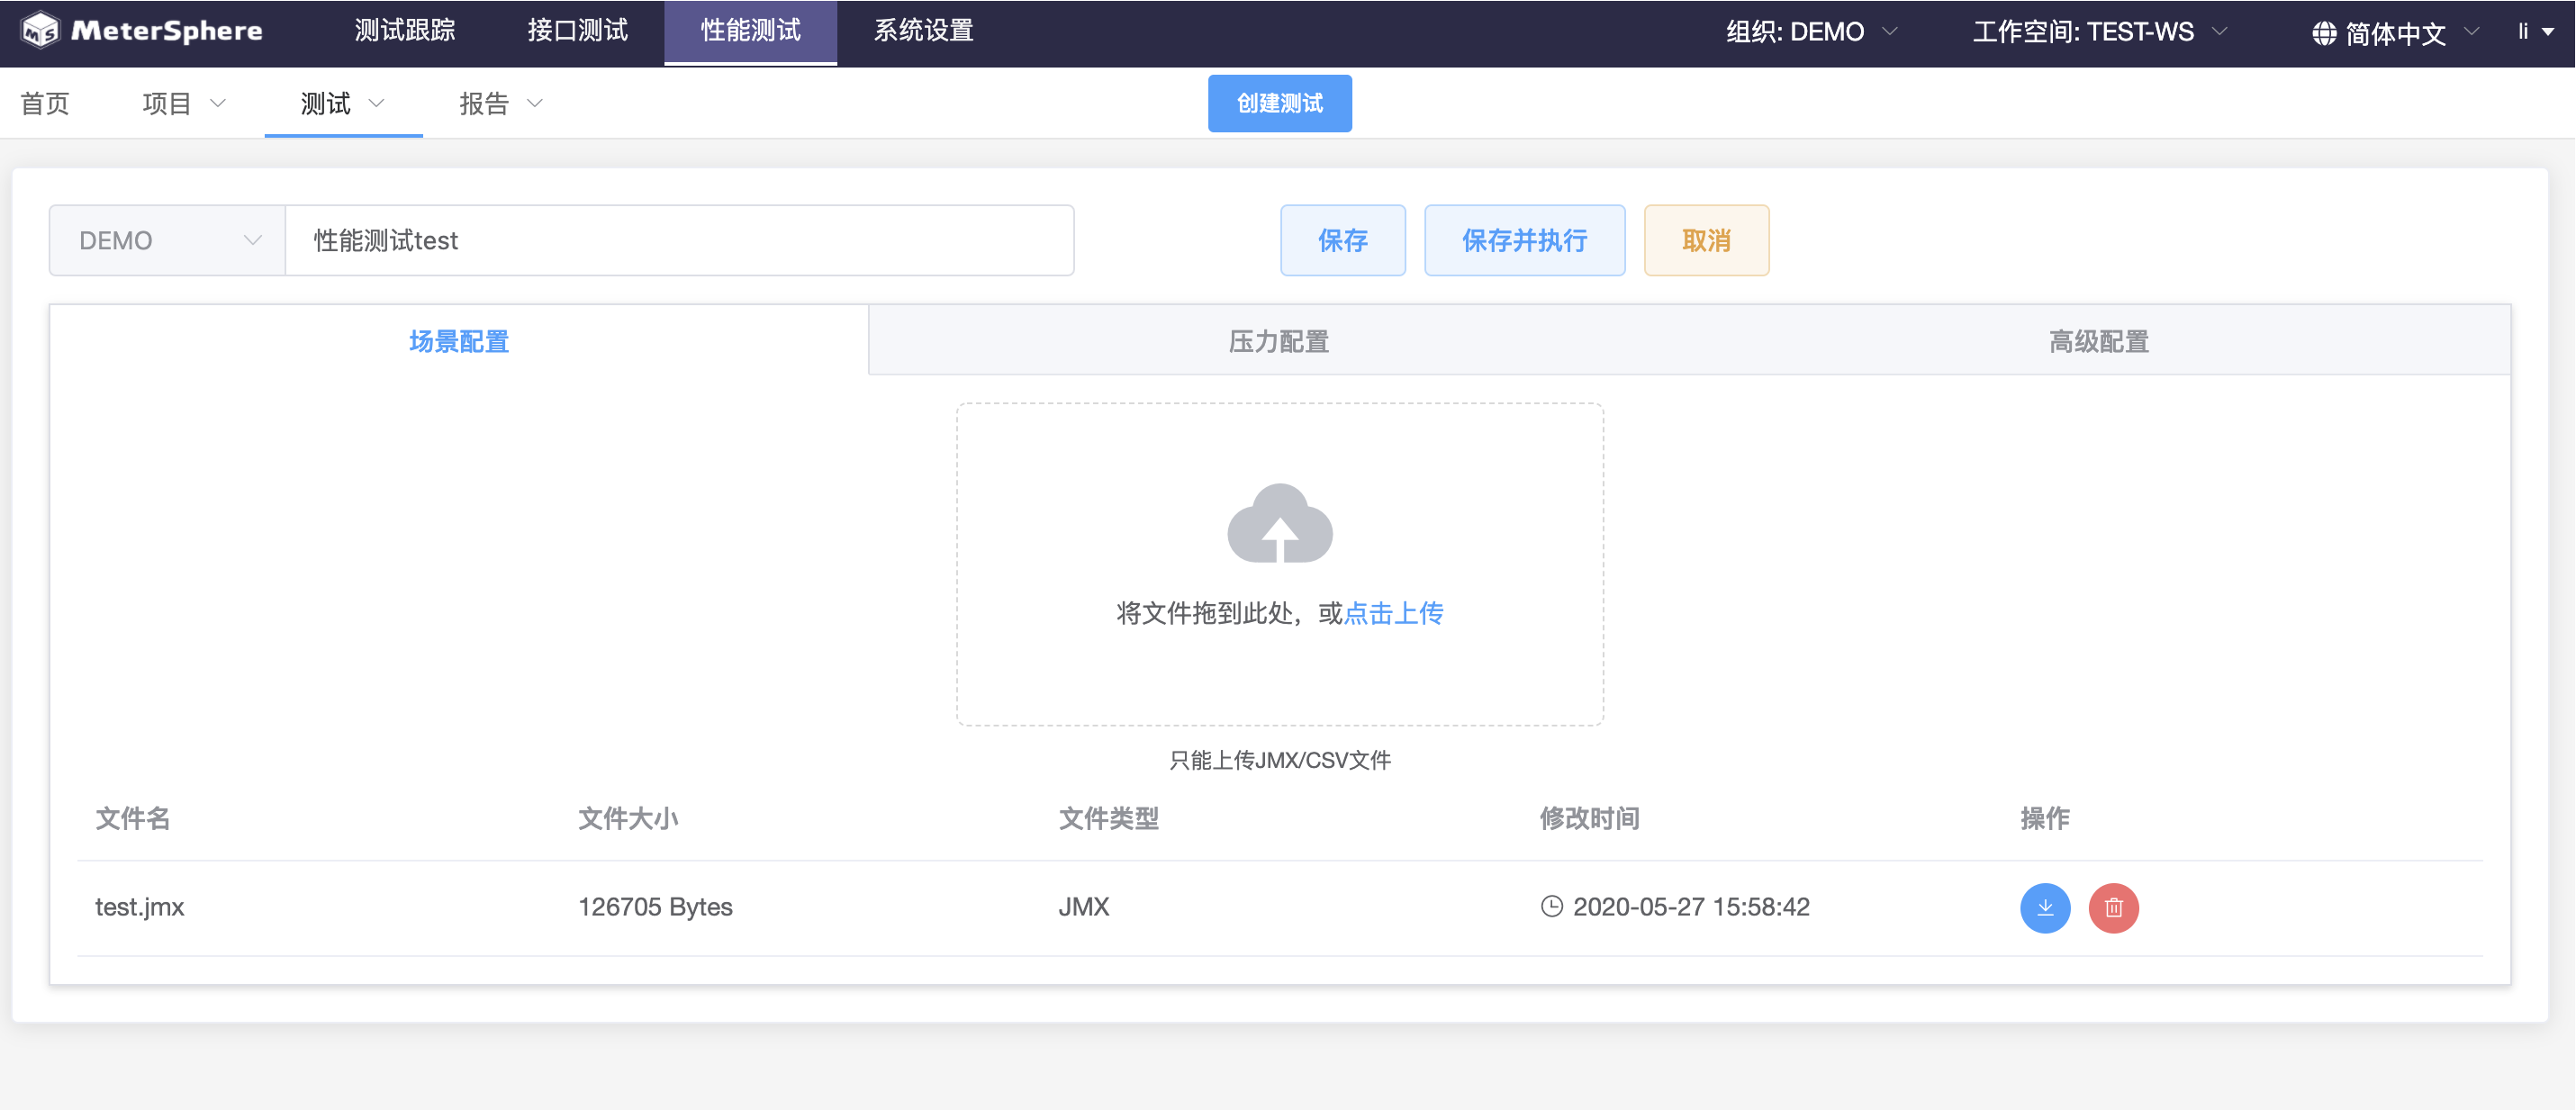 MS MeterSphere 测试跟踪 接口测试 性能测试 系统设置 组织: DEMO 工作空间: TEST-WS 简体中文 li
首页 项目 测试 报告 创建测试
DEMO 性能测试test 保存 保存并执行 取消
场景配置 压力配置 高级配置
将文件拖到此处，或点击上传
只能上传JMX/CSV文件
文件名 文件大小 文件类型 修改时间 操作
test.jmx 126705 Bytes JMX 2020-05-27 15:58:42